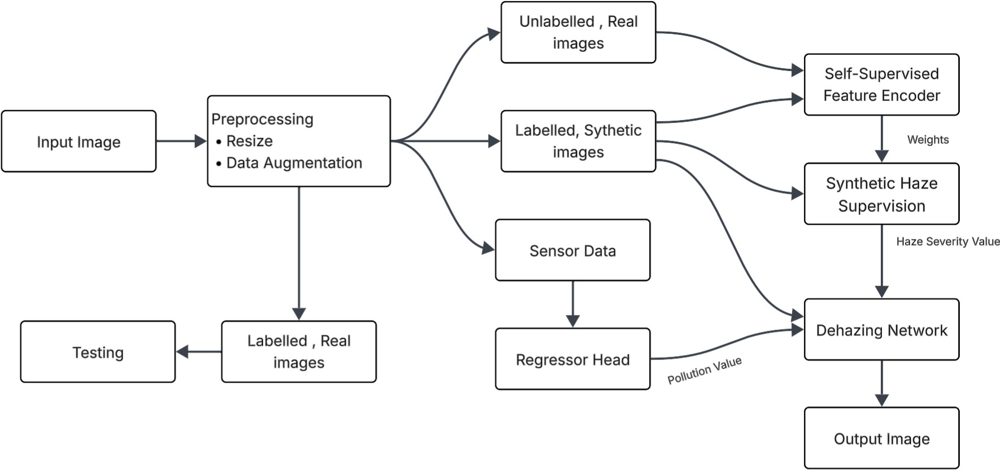 Input Image
Preprocessing
• Resize
• Data Augmentation
Unlabelled , Real
images
Labelled, Sythetic
images
Sensor Data
Regressor Head
Pollution Value
Self-Supervised
Feature Encoder
Weights
Synthetic Haze
Supervision
Haze Severity Value
Dehazing Network
Output Image
Labelled , Real
images
Testing